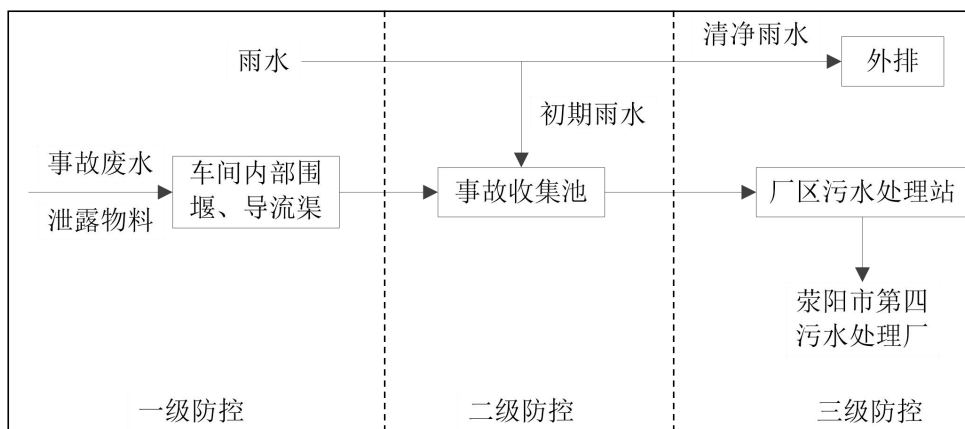 清净雨水
雨水
外排
初期雨水
事故废水
泄露物料
车间内部围
堰、导流渠
事故收集池
厂区污水处理站
荥阳市第四
污水处理厂
一级防控
二级防控
三级防控